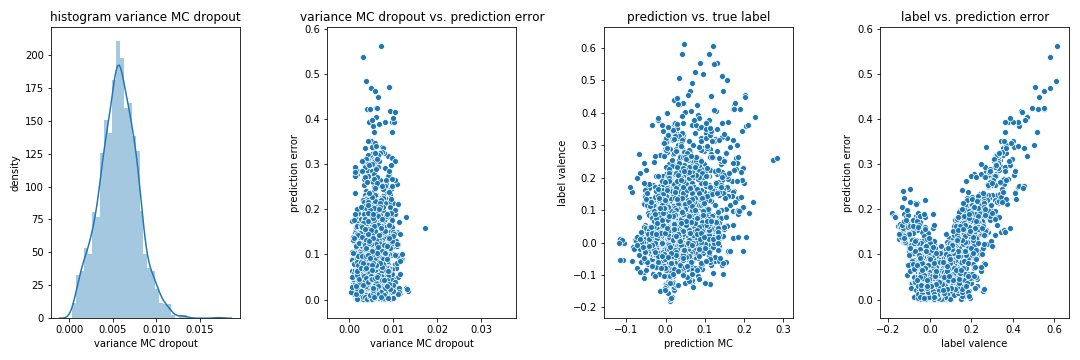 histogram variance MC dropout
density
200
175
150
125
100
75
50
25
0
0.000 0.005 0.010 0.015
variance MC dropout
variance MC dropout vs. prediction error
prediction error
0.6
0.5
0.4
0.3
0.2
0.1
0.0
0.00 0.01 0.02 0.03
variance MC dropout
prediction vs. true label
label valence
0.6
0.5
0.4
0.3
0.2
0.1
0.0
−0.1
−0.2
−0.1 0.0 0.1 0.2 0.3
prediction MC
label vs. prediction error
prediction error
0.6
0.5
0.4
0.3
0.2
0.1
0.0
−0.2 0.0 0.2 0.4 0.6
label valence